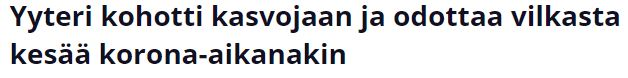 Yyteri kohotti kasvojaan ja odottaa vilkasta
kesää korona-aikanakin